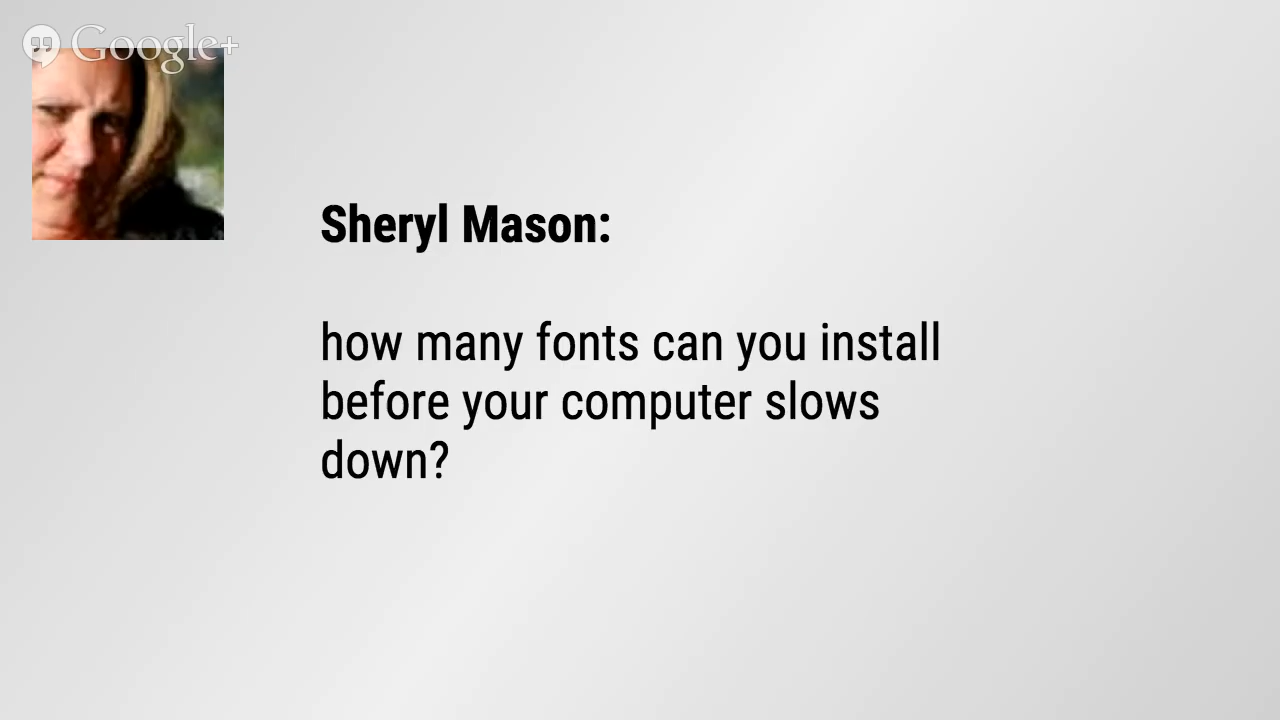 Google+
Sheryl Mason:
how many fonts can you install
before your computer slows
down?